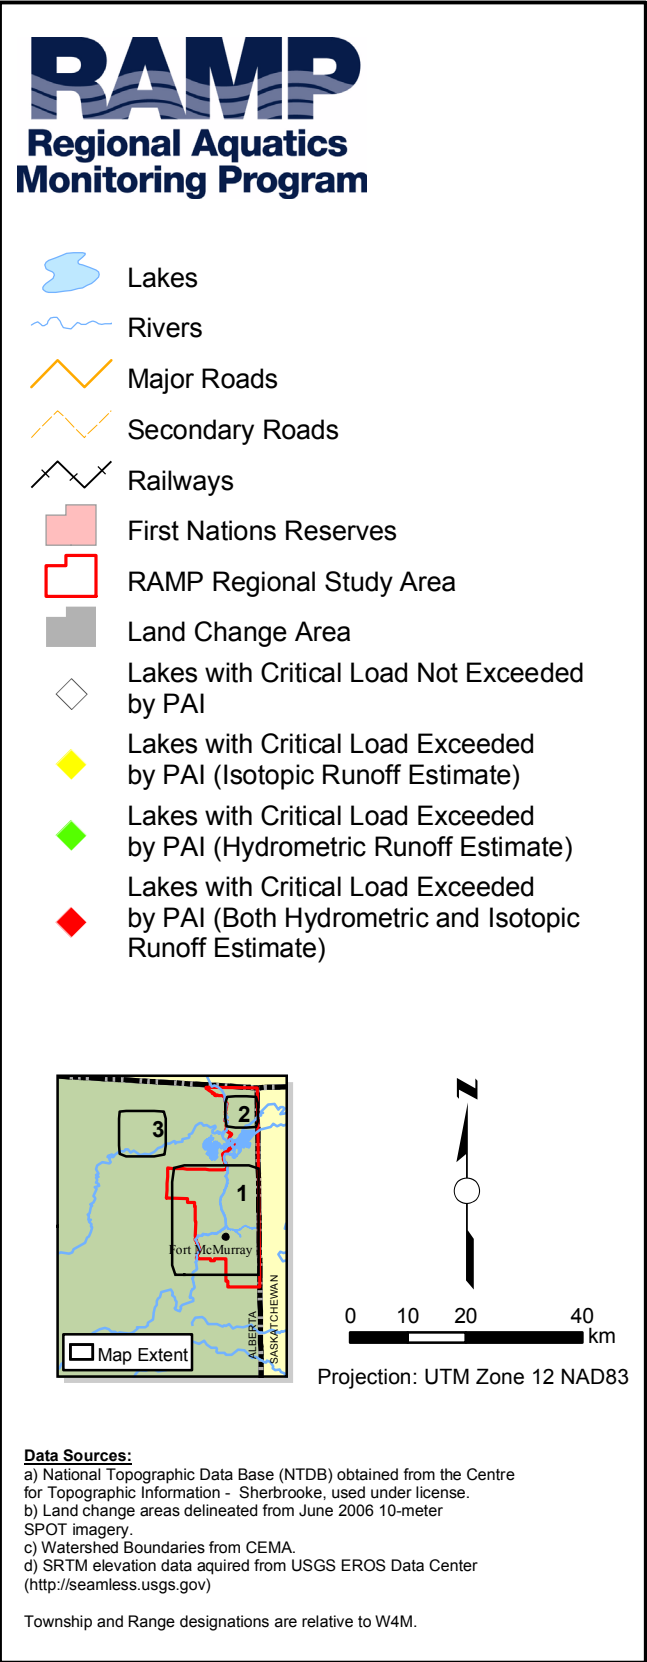 RAMP
Regional Aquatics
Monitoring Program
Lakes
Rivers
Major Roads
Secondary Roads
Railways
First Nations Reserves
RAMP Regional Study Area
Land Change Area
Lakes with Critical Load Not Exceeded
by PAI
Lakes with Critical Load Exceeded
by PAI (Isotopic Runoff Estimate)
Lakes with Critical Load Exceeded
by PAI (Hydrometric Runoff Estimate)
Lakes with Critical Load Exceeded
by PAI (Both Hydrometric and Isotopic
Runoff Estimate)
2
3
1
Fort McMurray
ALBERTA
SASKATCHEWAN
Map Extent
N
0 10 20 40
km
Projection: UTM Zone 12 NAD83
Data Sources:
a) National Topographic Data Base (NTDB) obtained from the Centre
for Topographic Information - Sherbrooke, used under license.
b) Land change areas delineated from June 2006 10-meter
SPOT imagery.
c) Watershed Boundaries from CEMA.
d) SRTM elevation data aquired from USGS EROS Data Center
(http://seamless.usgs.gov)
Township and Range designations are relative to W4M.